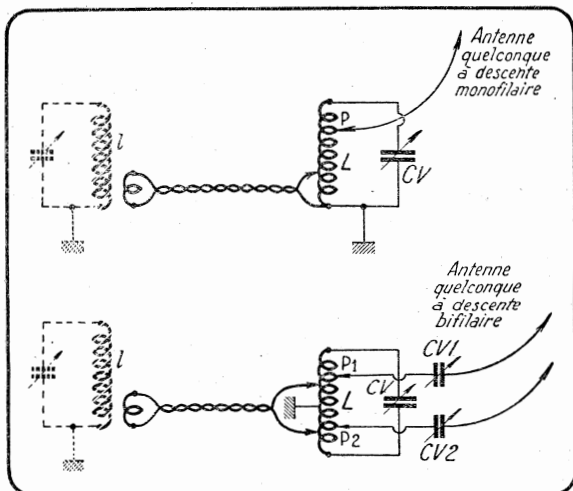 Antenne
quelconque
à descente
monofilaire
l
P
L
CV
Antenne
quelconque
à descente
bifilaire
l
P1
CV
L
P2
CV1
CV2